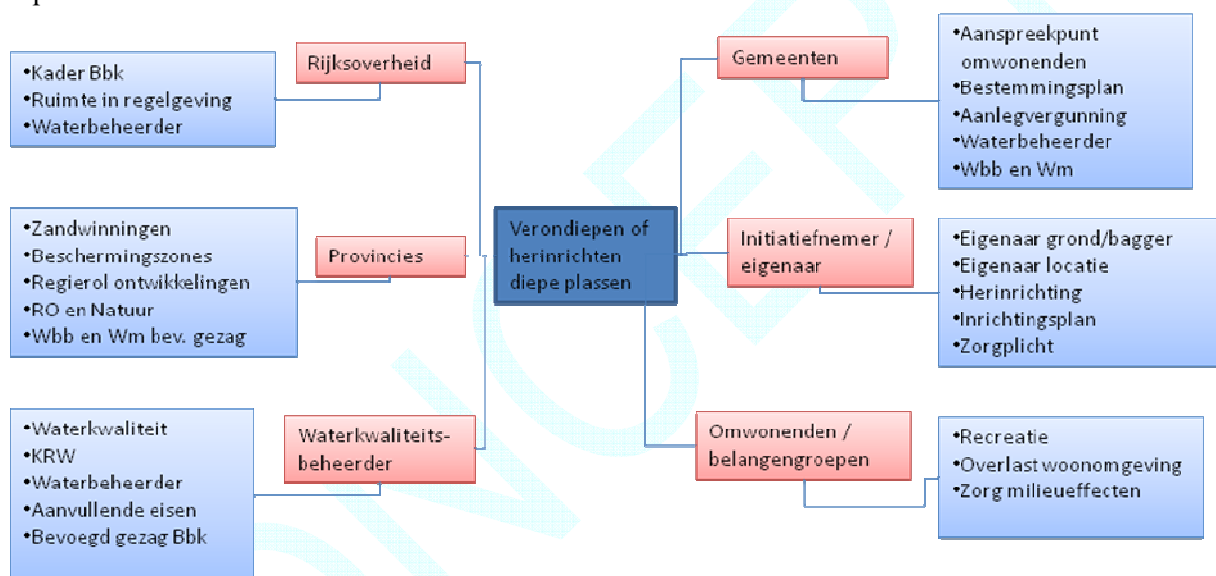 Rijksoverheid
•Kader Bbk
•Ruimte in regelgeving
•Waterbeheerder
Provincies
•Zandwinningen
•Beschermingszones
•Regierol ontwikkelingen
•RO en Natuur
•Wbb en Wm bev. gezag
Waterkwaliteits-
beheerder
•Waterkwaliteit
•KRW
•Waterbeheerder
•Aanvullende eisen
•Bevoegd gezag Bbk
Verondiepen of
herinrichten
diepe plassen
Gemeenten
•Aanspreekpunt
omwonenden
•Bestemmingsplan
•Aanlegvergunning
•Waterbeheerder
•Wbb en Wm
Initiatiefnemer /
eigenaar
•Eigenaar grond/bagger
•Eigenaar locatie
•Herinrichting
•Inrichtingsplan
•Zorgplicht
Omwonenden /
belangengroepen
•Recreatie
•Overlast woonomgeving
•Zorg milieueffecten